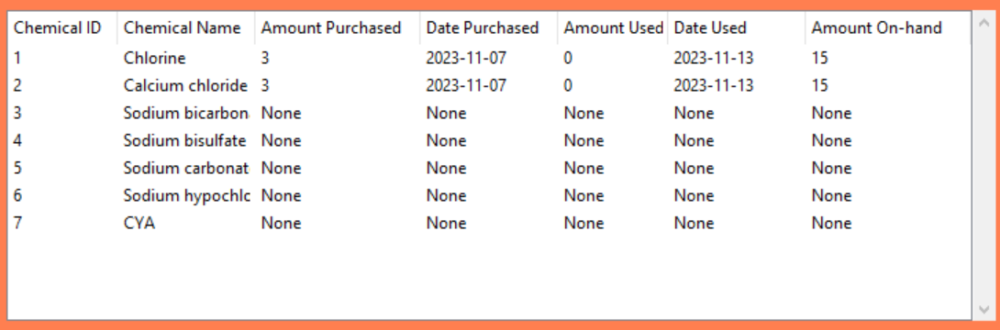 Chemical ID Chemical Name Amount Purchased Date Purchased Amount Used Date Used Amount On-hand
1 Chlorine 3 2023-11-07 0 2023-11-13 15
2 Calcium chloride 3 2023-11-07 0 2023-11-13 15
3 Sodium bicarbon None None None None None
4 Sodium bisulfate None None None None None
5 Sodium carbonat None None None None None
6 Sodium hypochlc None None None None None
7 CYA None None None None None